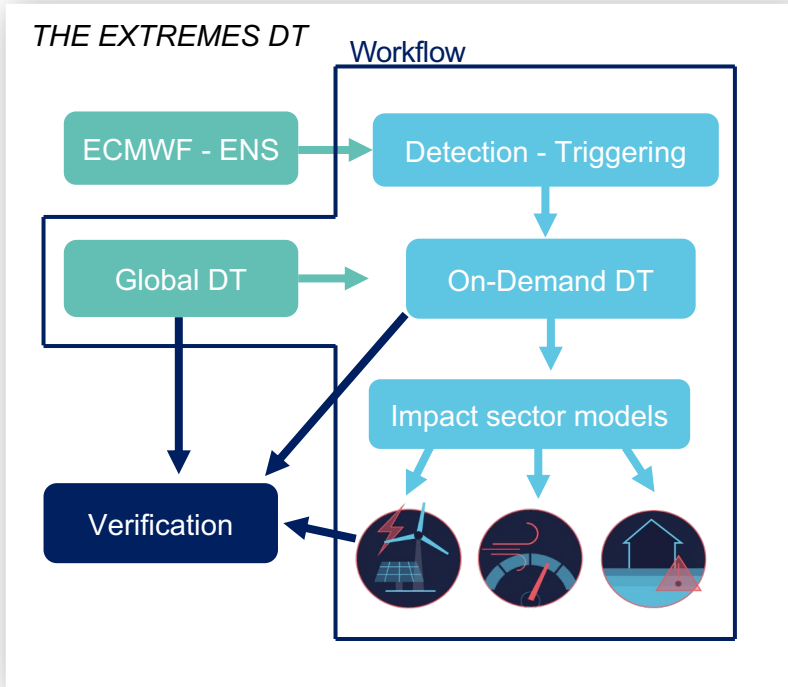 THE EXTREMES DT
Workflow
ECMWF - ENS
Detection - Triggering
Global DT
On-Demand DT
Impact sector models
Verification